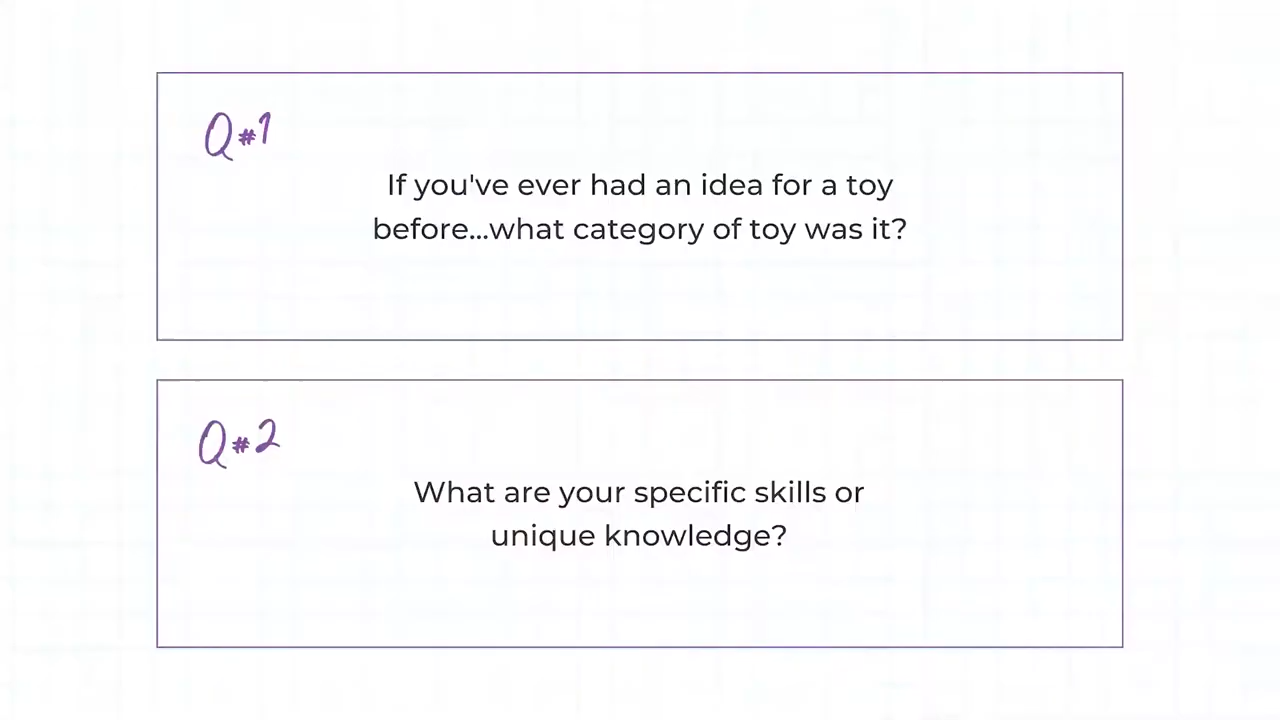 Q#1
If you've ever had an idea for a toy
before...what category of toy was it?
Q#2
What are your specific skills or
unique knowledge?